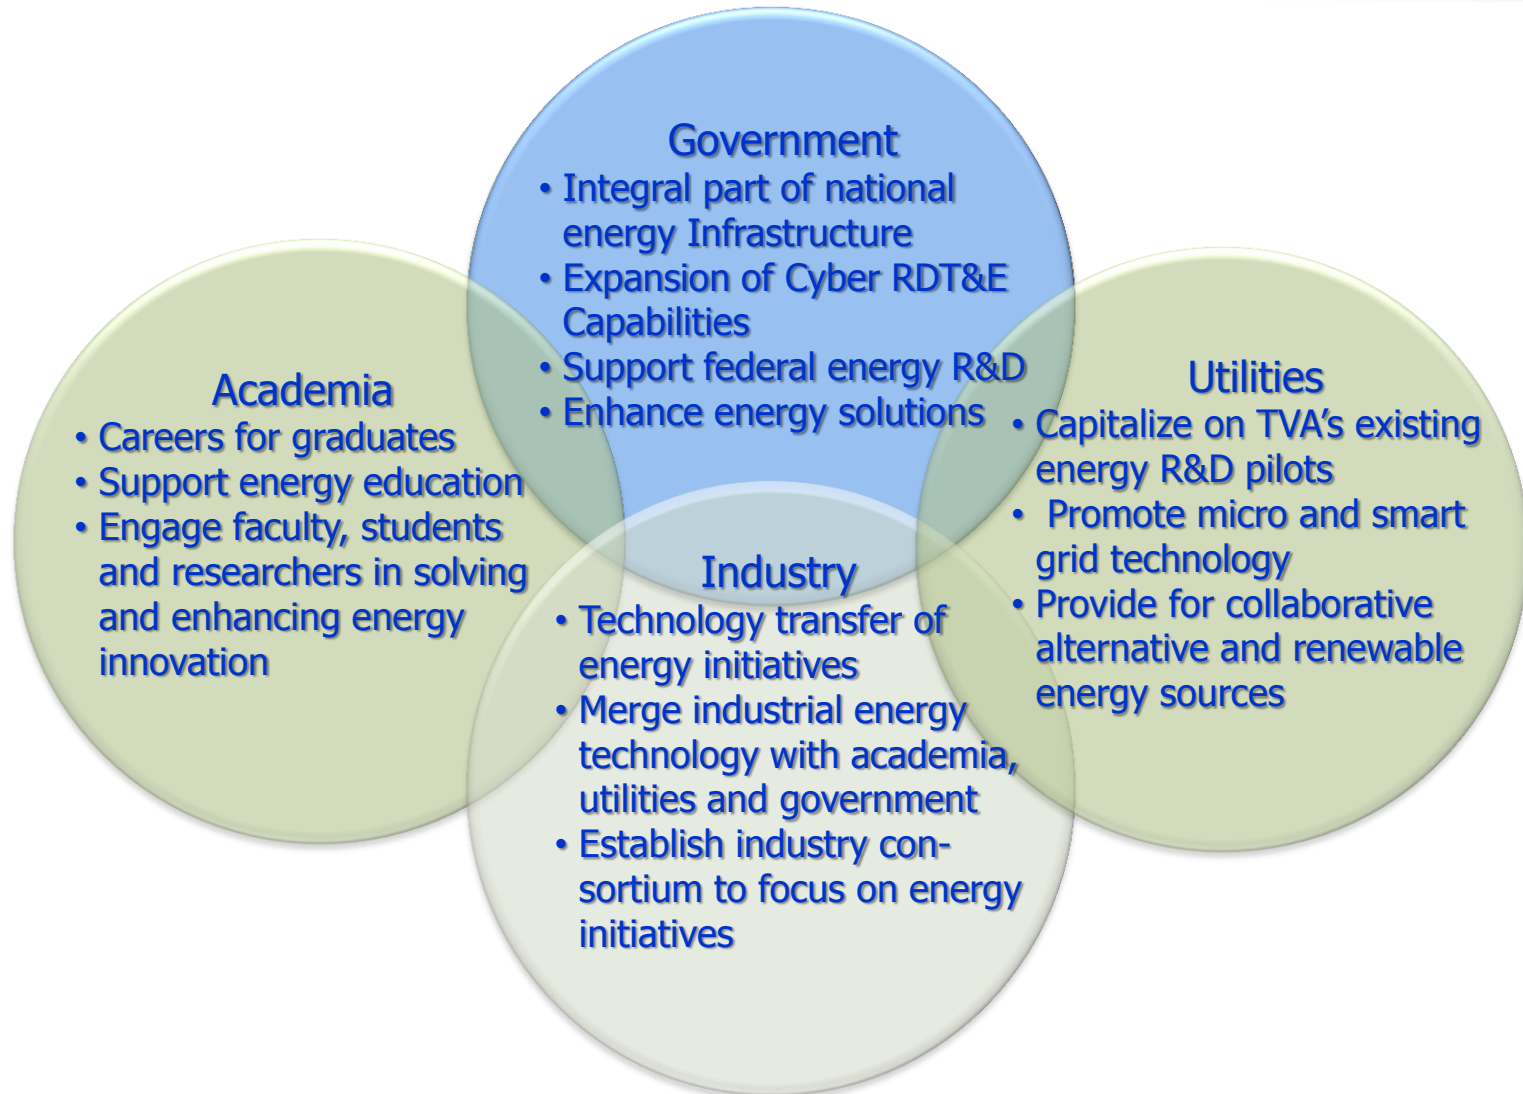 Government
• Integral part of national
energy Infrastructure
• Expansion of Cyber RDT&E
Capabilities
• Support federal energy R&D
• Enhance energy solutions
Academia
• Careers for graduates
• Support energy education
• Engage faculty, students
and researchers in solving
and enhancing energy
innovation
Utilities
• Capitalize on TVA's existing
energy R&D pilots
• Promote micro and smart
grid technology
• Provide for collaborative
alternative and renewable
energy sources
Industry
• Technology transfer of
energy initiatives
• Merge industrial energy
technology with academia,
utilities and government
• Establish industry con-
sortium to focus on energy
initiatives